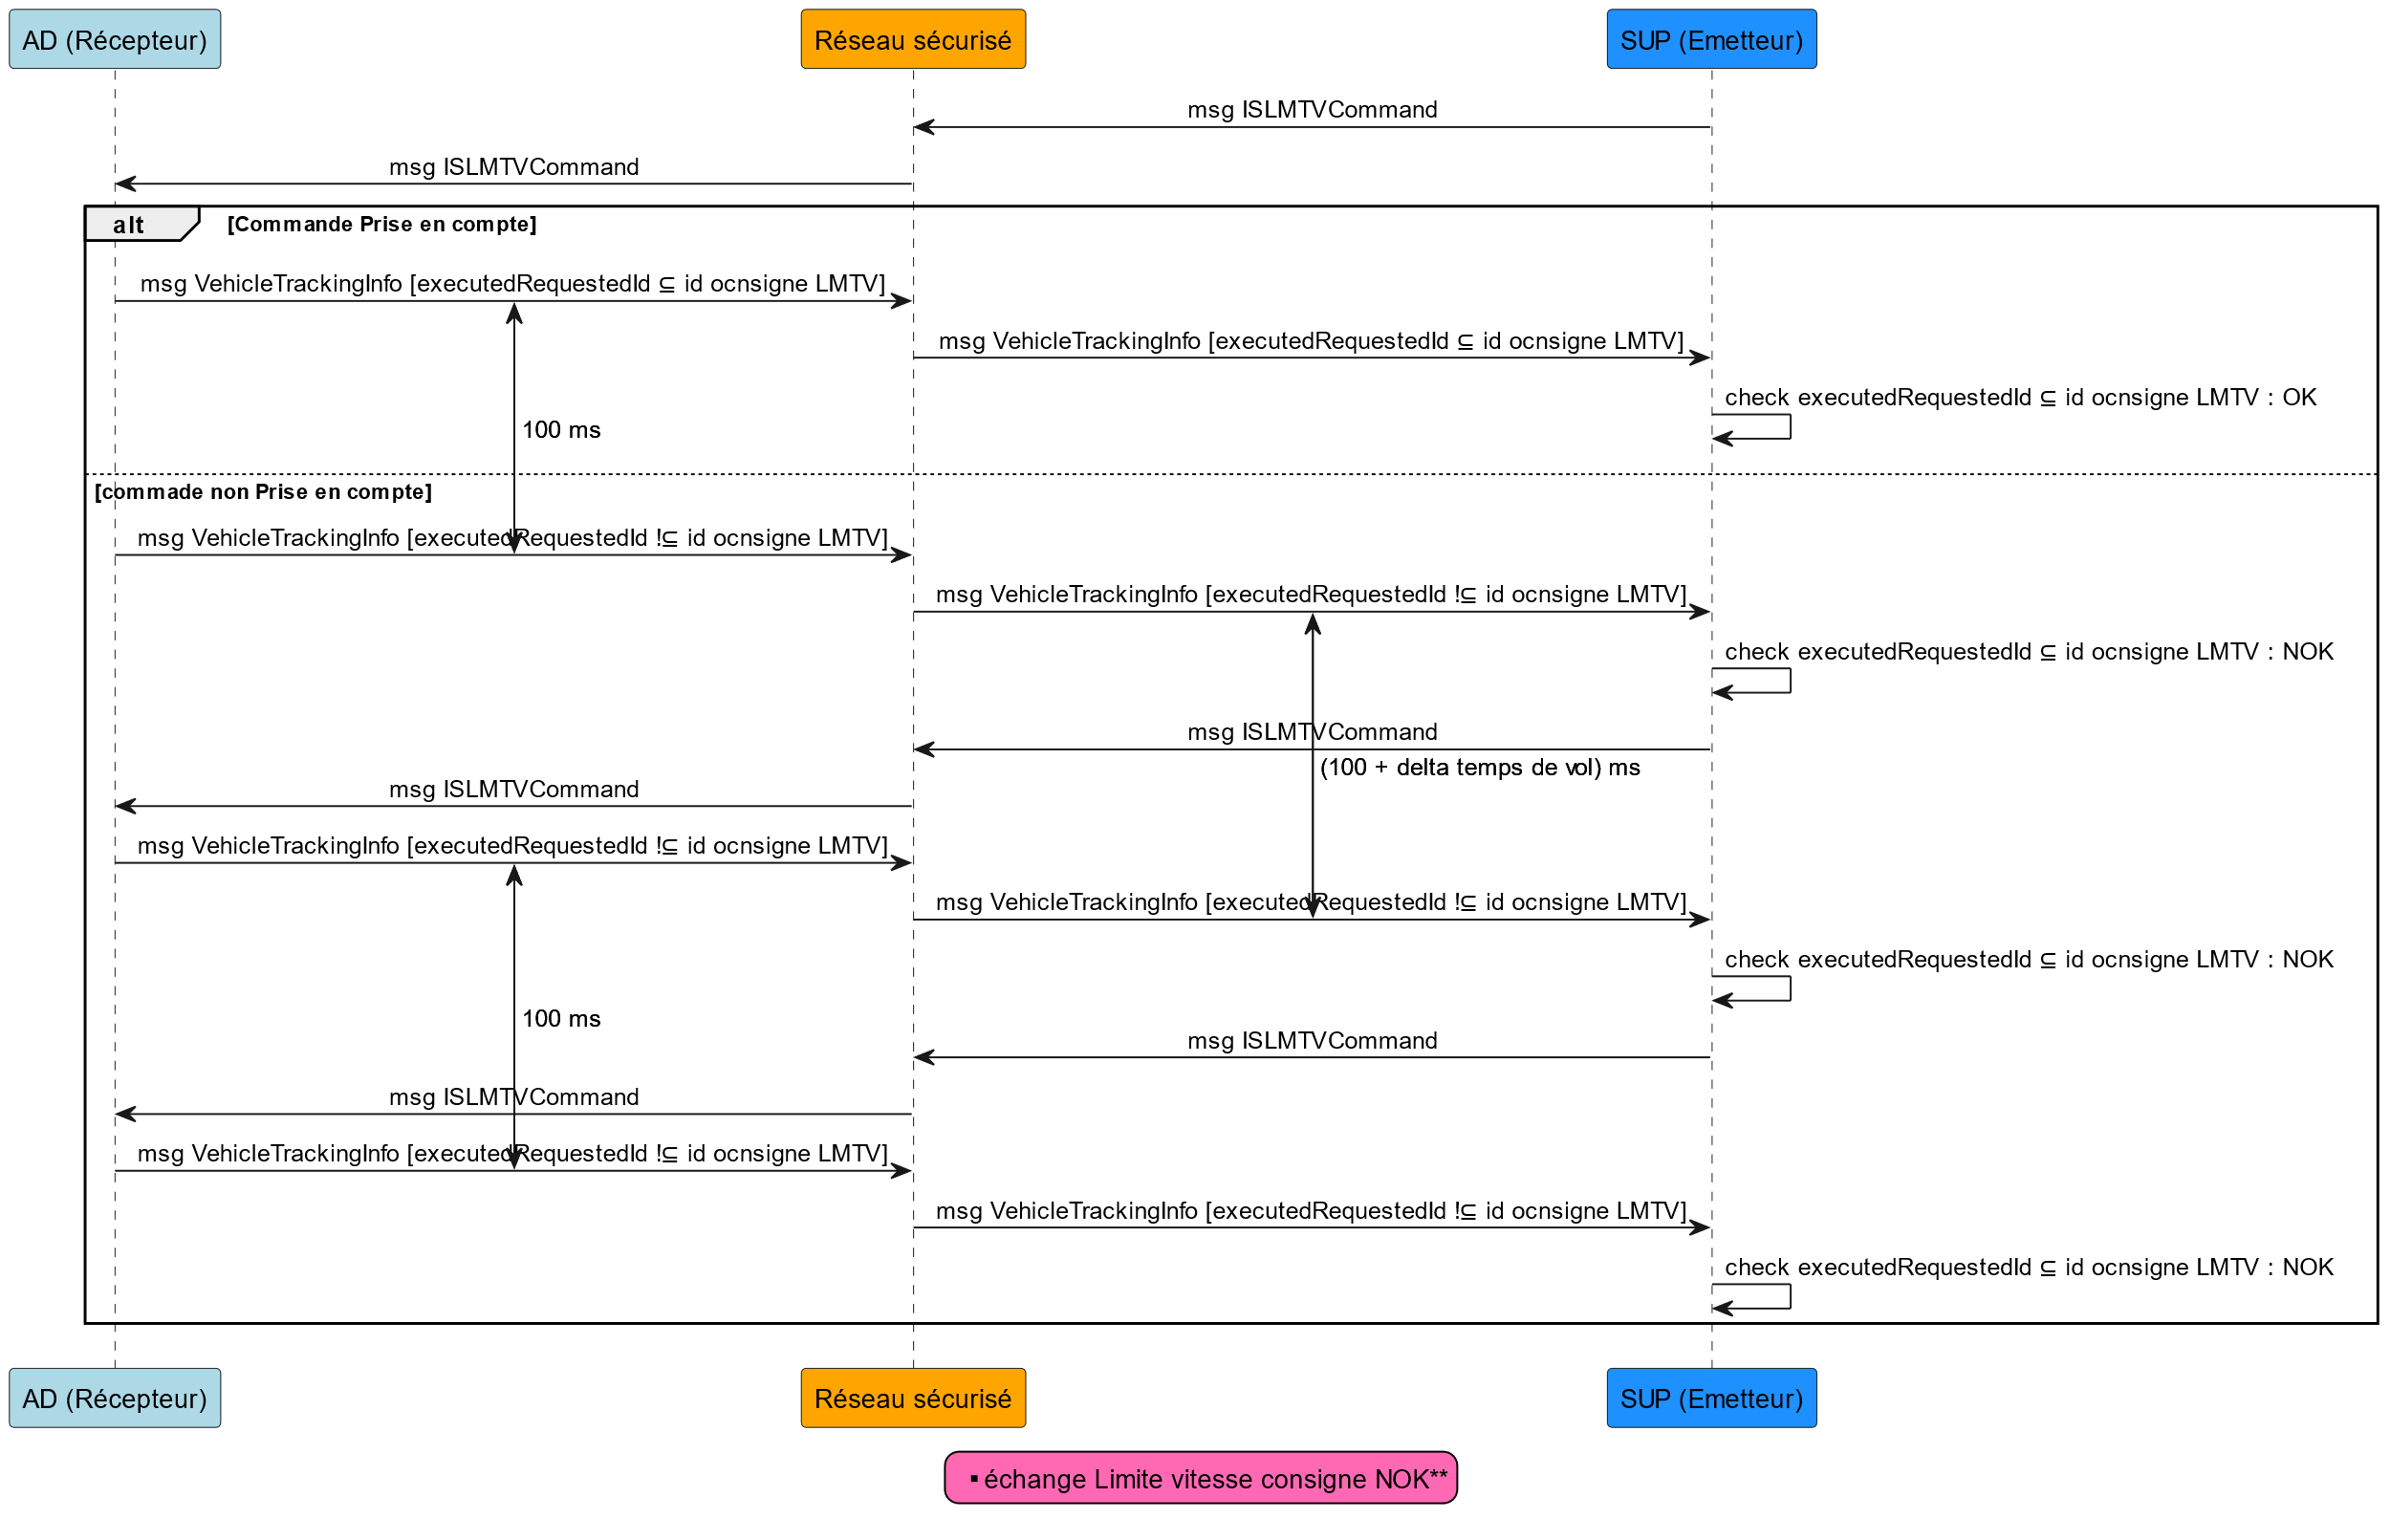 AD (Récepteur)
Réseau sécurisé
SUP (Emetteur)
msg ISLMTVCommand
msg ISLMTVCommand
alt
[Commande Prise en compte]
msg VehicleTrackingInfo [executedRequestedId ⊆ id ocnsigne LMTV]
msg VehicleTrackingInfo [executedRequestedId ⊆ id ocnsigne LMTV]
check executedRequestedId ⊆ id ocnsigne LMTV : OK
100 ms
[commade non Prise en compte]
msg VehicleTrackingInfo [executedRequestedId !⊆ id ocnsigne LMTV]
msg VehicleTrackingInfo [executedRequestedId !⊆ id ocnsigne LMTV]
check executedRequestedId ⊆ id ocnsigne LMTV : NOK
msg ISLMTVCommand
(100 + delta temps de vol) ms
msg ISLMTVCommand
msg VehicleTrackingInfo [executedRequestedId !⊆ id ocnsigne LMTV]
msg VehicleTrackingInfo [executedRequestedId !⊆ id ocnsigne LMTV]
check executedRequestedId ⊆ id ocnsigne LMTV : NOK
100 ms
msg ISLMTVCommand
msg ISLMTVCommand
msg VehicleTrackingInfo [executedRequestedId !⊆ id ocnsigne LMTV]
msg VehicleTrackingInfo [executedRequestedId !⊆ id ocnsigne LMTV]
check executedRequestedId ⊆ id ocnsigne LMTV : NOK
AD (Récepteur)
Réseau sécurisé
SUP (Emetteur)
▪ échange Limite vitesse consigne NOK**